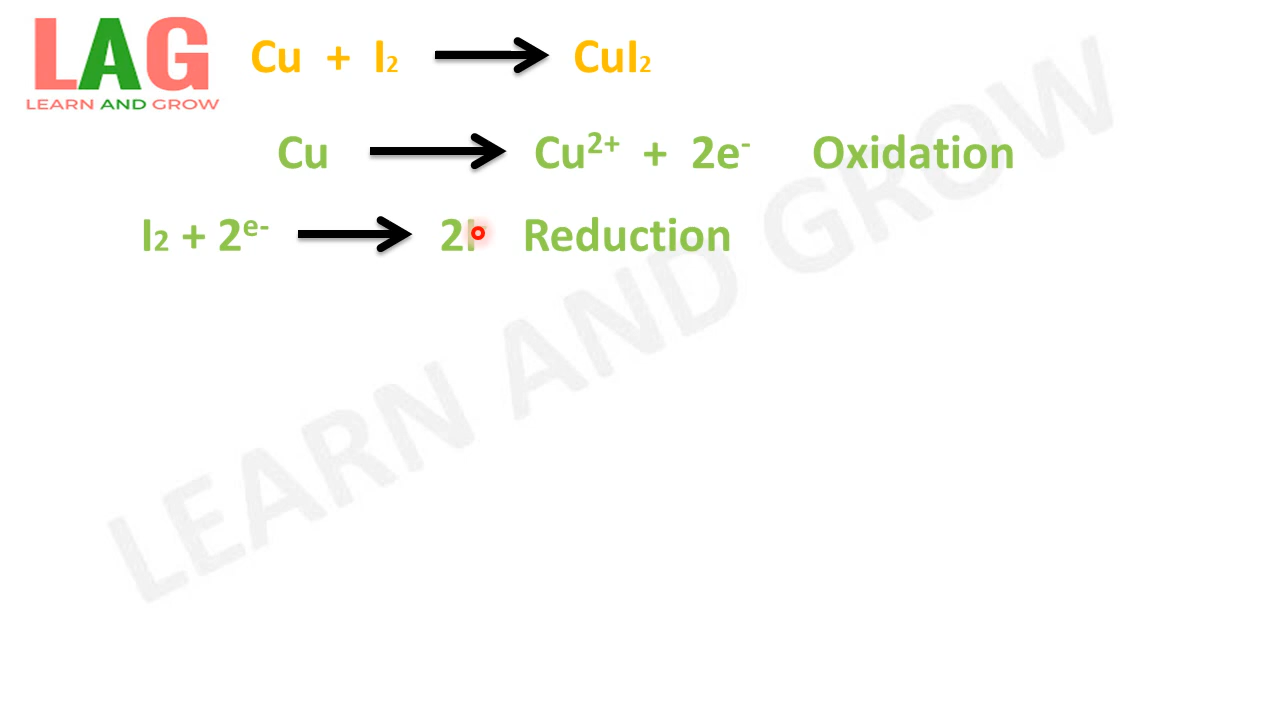 LAG
LEARN AND GROW
Cu + I₂ ⟶ CuI₂
Cu ⟶ Cu²⁺ + 2e⁻ Oxidation
I₂ + 2ᵉ⁻ ⟶ 2I Reduction
LEARN AND GROW